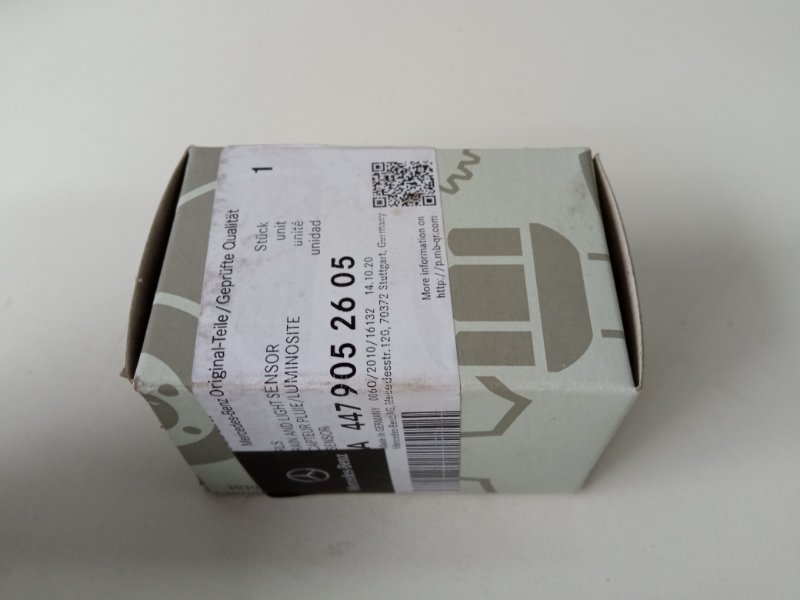 Original-Teile/Geprüfte Qualität
Mercedes-Benz
1
Stück
unit
unité
unidad
RAIN AND LIGHT SENSOR
CAPTEUR PLUIE/LUMINOSITE
SENSOR
A 447 905 26 05
Made in GERMANY 0060/2010/16132 14.10.20
Mercedes-Benz AG, Mercedesstr.120, 70372 Stuttgart, Germany
More information on
http://p.mb-qr.com
Mercedes-Benz